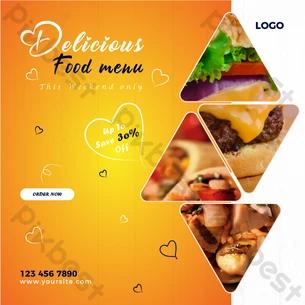 Delicious
LOGO
Food menu
This Weekend only
Up To
Save 30%
Off
ORDER NOW
123 456 7890
www.yoursite.com
pixbest